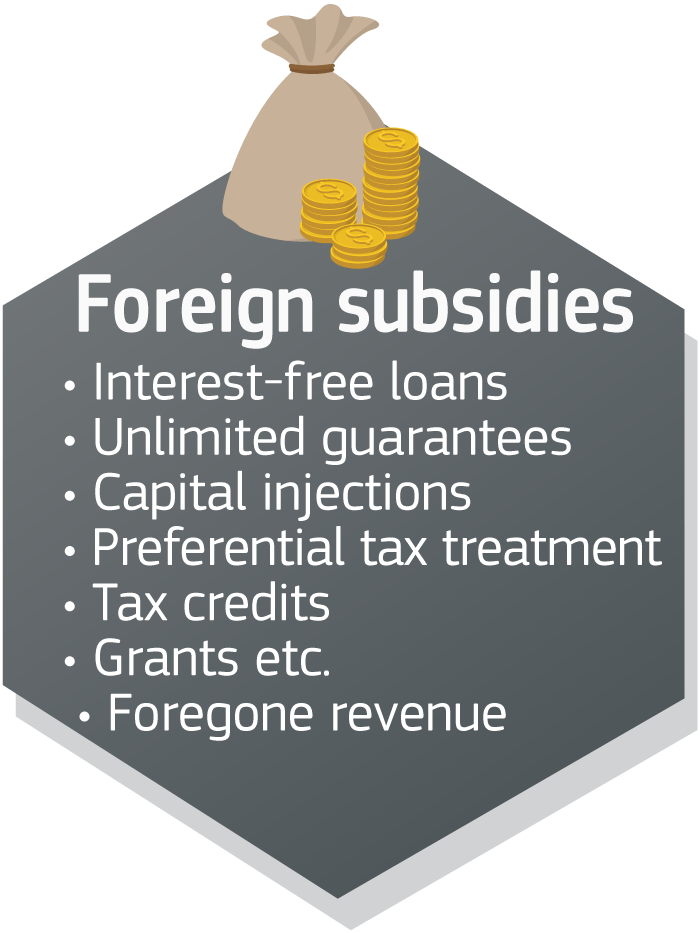 Foreign subsidies
• Interest-free loans
• Unlimited guarantees
• Capital injections
• Preferential tax treatment
• Tax credits
• Grants etc.
• Foregone revenue